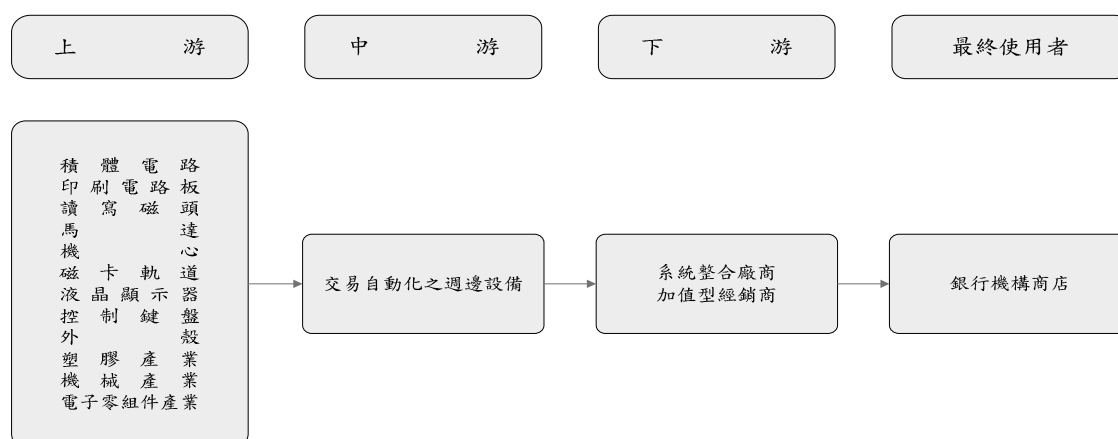 上游
中游
下游
最終使用者
積體電路
印刷電路板
讀寫磁頭
馬達
機心
磁卡軌道
液晶顯示器
控制鍵盤
外殼
塑膠產業
機械產業
電子零組件產業
交易自動化之週邊設備
系統整合廠商
加值型經銷商
銀行機構商店